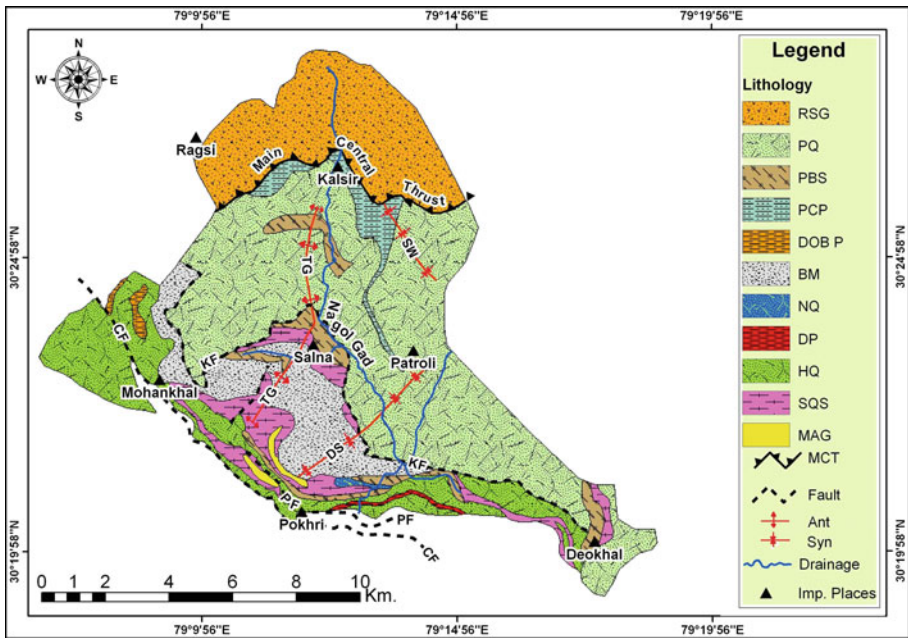 79°9'56"E
79°14'56"E
79°19'56"E
N
W E
S
30°24'58"N
30°19'58"N
Ragsi
Main
Central
Thrust
Kalsir
SM
TG
Nagol Gad
CF
KF
Salna
Patroli
Mohankhal
TG
DS
KF
PF
Pokhri
PF
CF
Deokhal
0 1 2 4 6 8 10
Km.
79°9'56"E
79°14'56"E
79°19'56"E
30°24'58"N
30°19'58"N
Legend
Lithology
RSG
PQ
PBS
PCP
DOB P
BM
NQ
DP
HQ
SQS
MAG
MCT
Fault
Ant
Syn
Drainage
Imp. Places